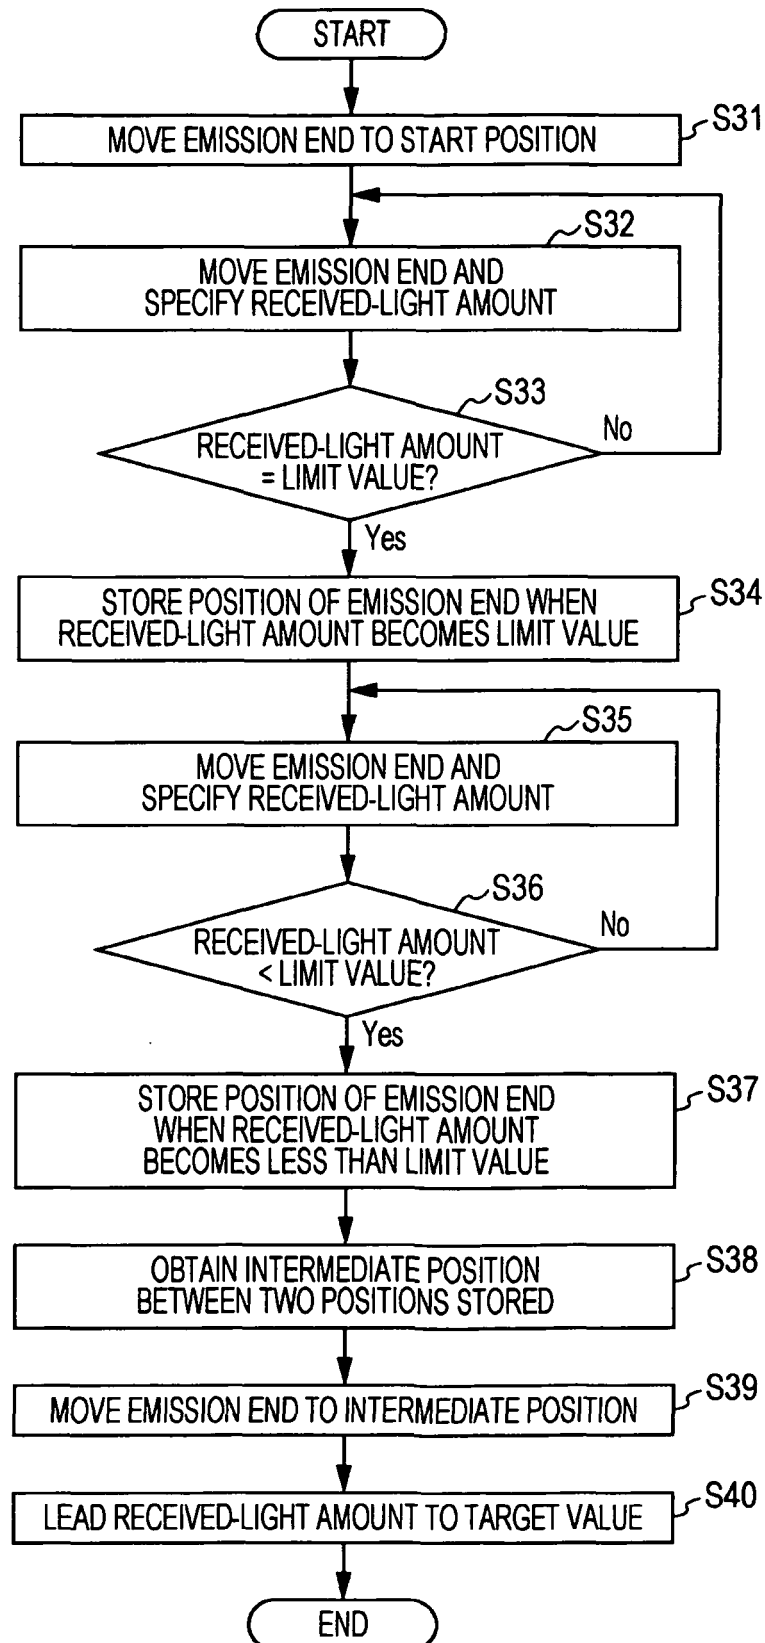 START
S31
MOVE EMISSION END TO START POSITION
S32
MOVE EMISSION END AND
SPECIFY RECEIVED-LIGHT AMOUNT
S33
RECEIVED-LIGHT AMOUNT
= LIMIT VALUE?
No
Yes
S34
STORE POSITION OF EMISSION END WHEN
RECEIVED-LIGHT AMOUNT BECOMES LIMIT VALUE
S35
MOVE EMISSION END AND
SPECIFY RECEIVED-LIGHT AMOUNT
S36
RECEIVED-LIGHT AMOUNT
< LIMIT VALUE?
No
Yes
S37
STORE POSITION OF EMISSION END
WHEN RECEIVED-LIGHT AMOUNT
BECOMES LESS THAN LIMIT VALUE
S38
OBTAIN INTERMEDIATE POSITION
BETWEEN TWO POSITIONS STORED
S39
MOVE EMISSION END TO INTERMEDIATE POSITION
S40
LEAD RECEIVED-LIGHT AMOUNT TO TARGET VALUE
END